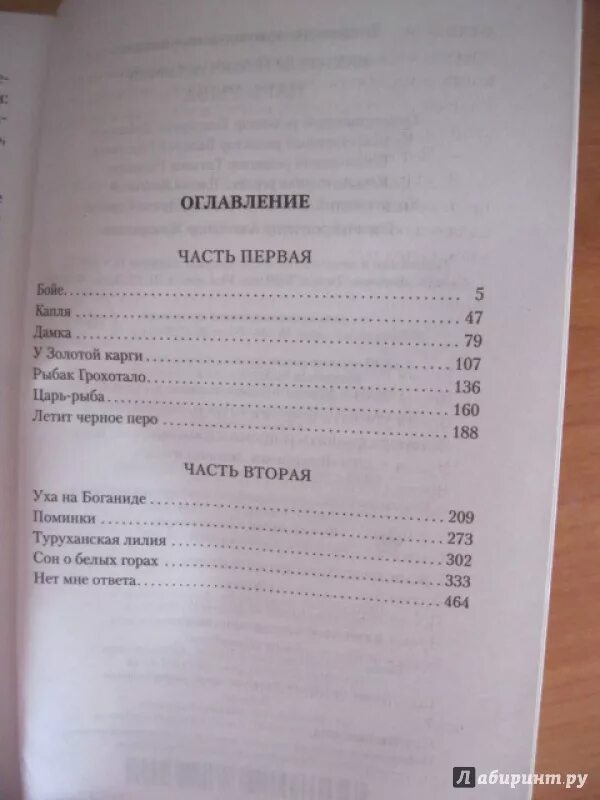 ОГЛАВЛЕНИЕ
ЧАСТЬ ПЕРВАЯ
Бойе ..... 5
Капля ..... 47
Дамка ..... 79
У Золотой карги ..... 107
Рыбак Грохотало ..... 136
Царь-рыба ..... 160
Летит черное перо ..... 188
ЧАСТЬ ВТОРАЯ
Уха на Боганиде ..... 209
Поминки ..... 273
Туруханская лилия ..... 302
Сон о белых горах ..... 333
Нет мне ответа ..... 464
Лабиринт.ру